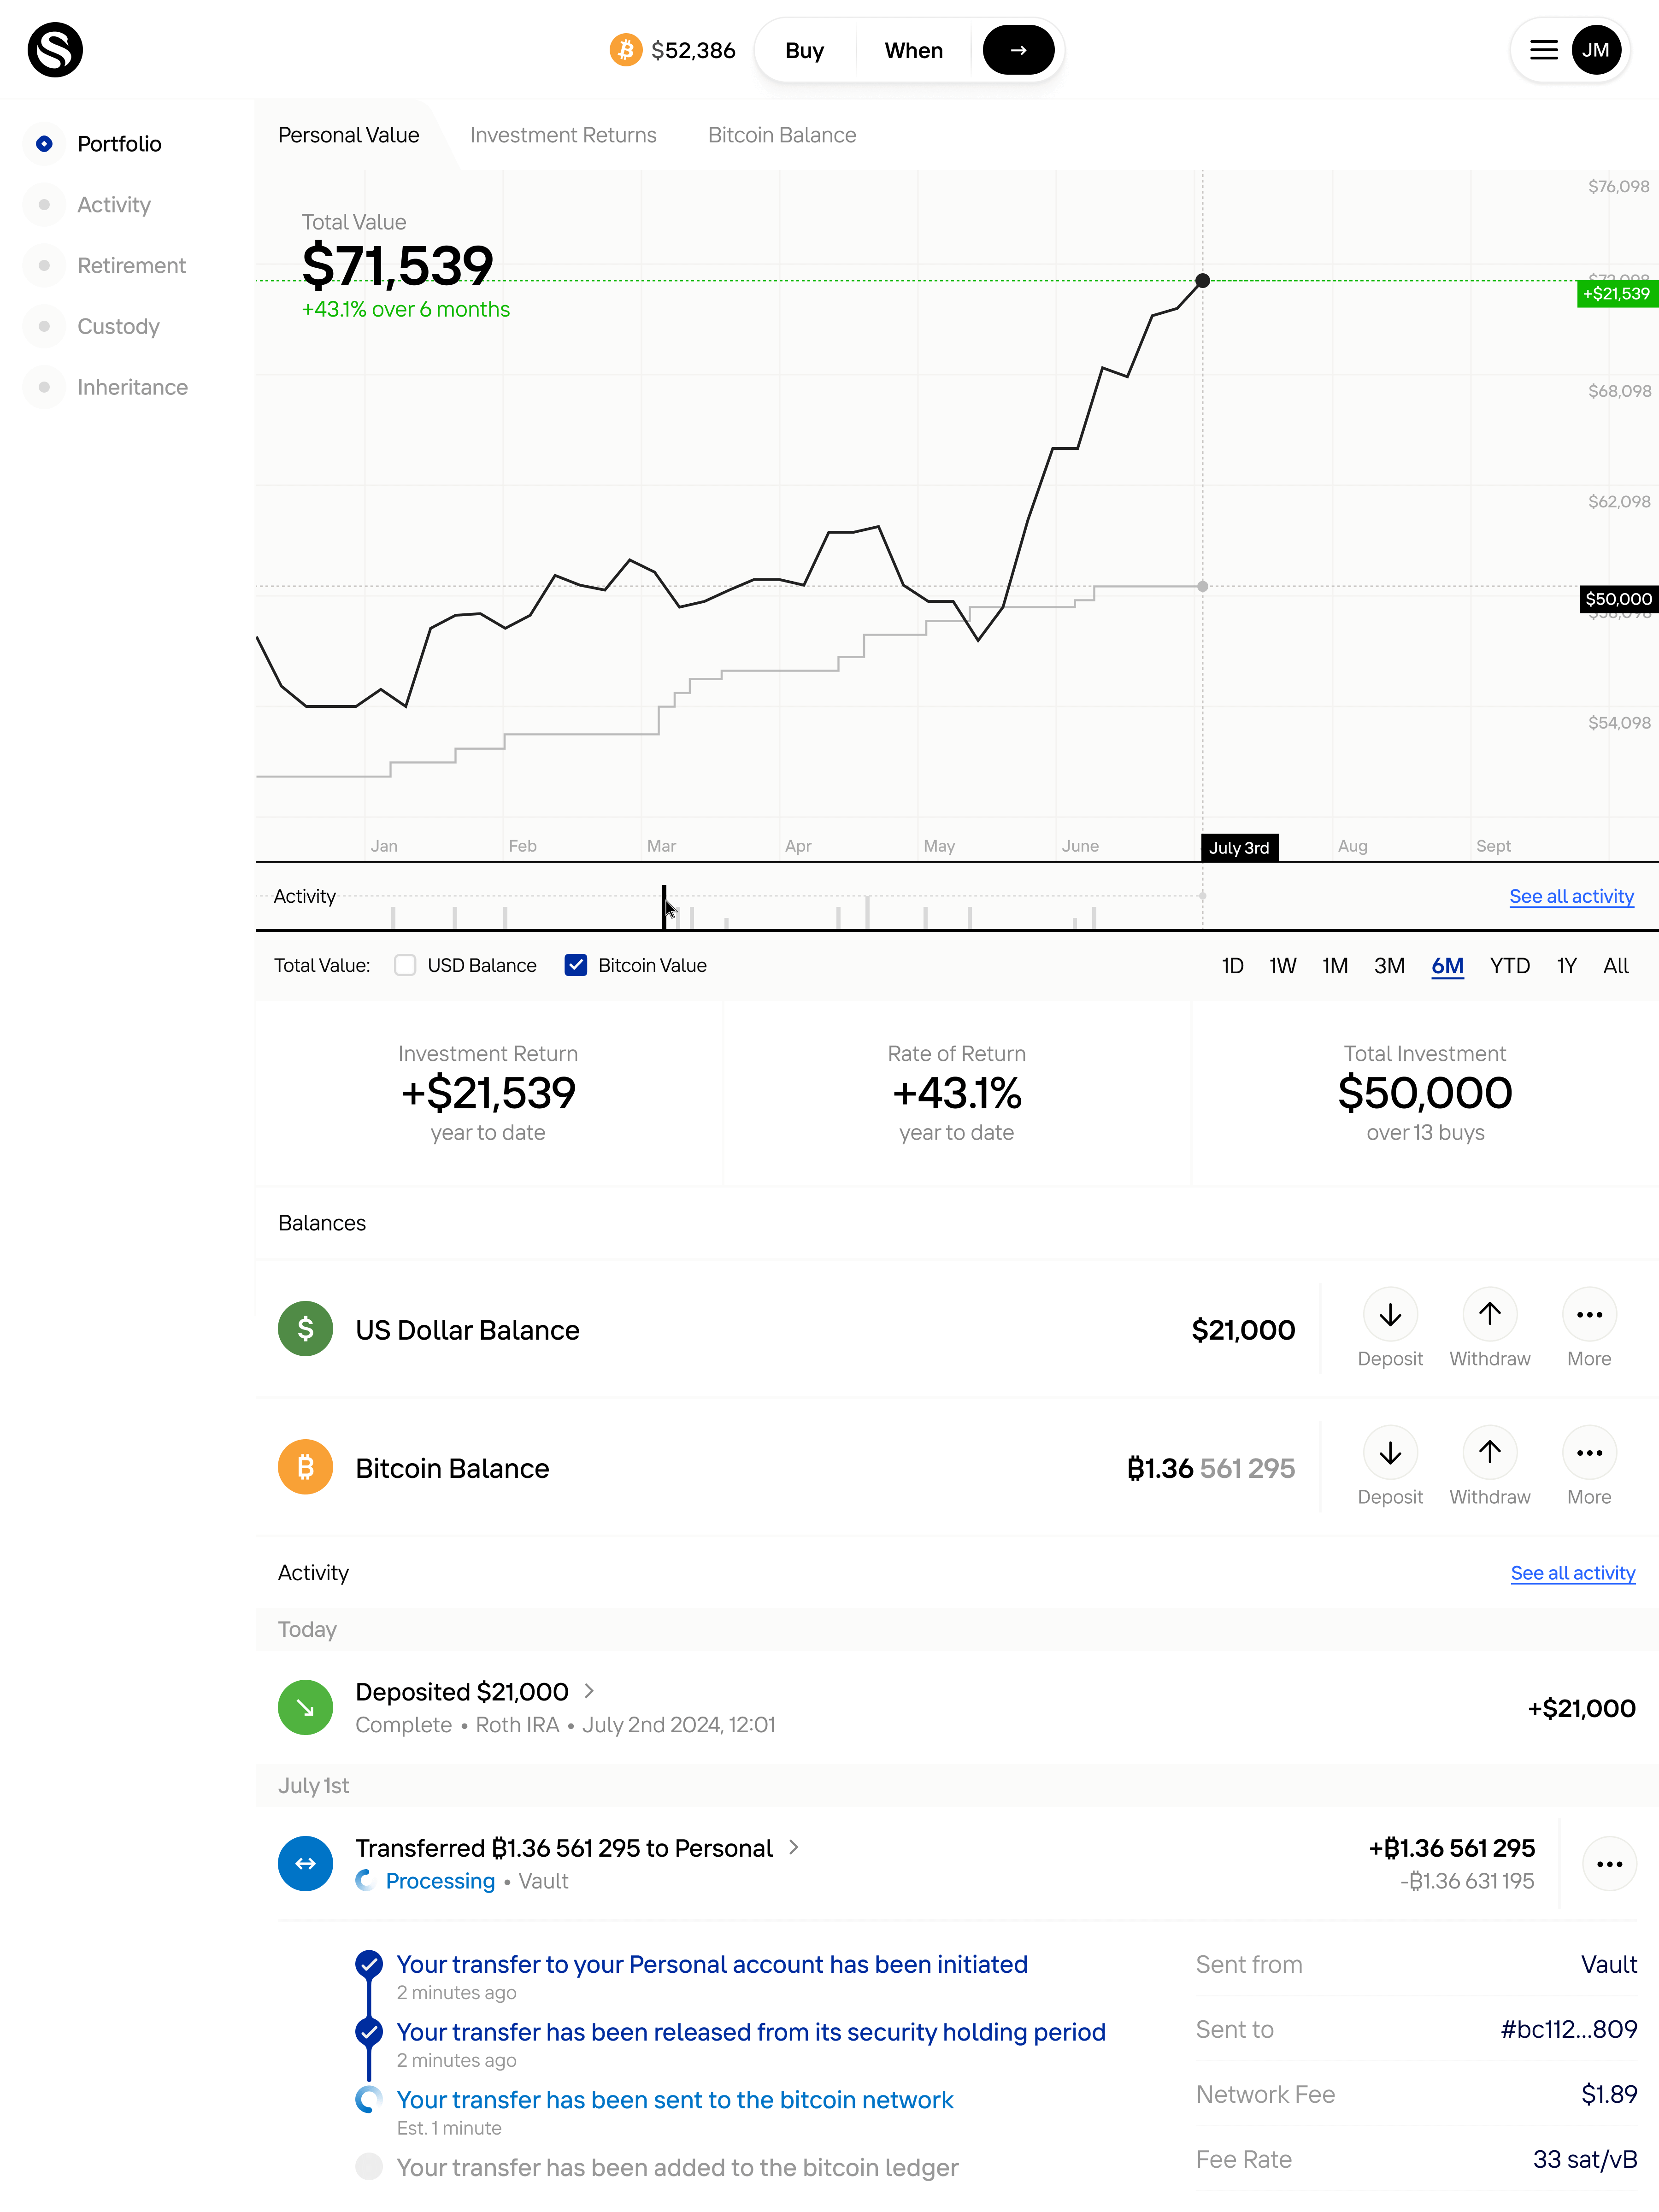 $52,386
Buy
When
JM
Portfolio
Activity
Retirement
Custody
Inheritance
Personal Value
Investment Returns
Bitcoin Balance
Total Value
$71,539
+43.1% over 6 months
$76,098
+$21,539
$68,098
$62,098
$50,000
$54,098
Jan
Feb
Mar
Apr
May
June
July 3rd
Aug
Sept
Activity
See all activity
Total Value:
USD Balance
Bitcoin Value
1D
1W
1M
3M
6M
YTD
1Y
All
Investment Return
+$21,539
year to date
Rate of Return
+43.1%
year to date
Total Investment
$50,000
over 13 buys
Balances
US Dollar Balance
$21,000
Deposit
Withdraw
More
Bitcoin Balance
₿1.36 561 295
Deposit
Withdraw
More
Activity
See all activity
Today
Deposited $21,000
Complete • Roth IRA • July 2nd 2024, 12:01
+$21,000
July 1st
Transferred ₿1.36 561 295 to Personal
Processing • Vault
+₿1.36 561 295
-₿1.36 631 195
Your transfer to your Personal account has been initiated
2 minutes ago
Your transfer has been released from its security holding period
2 minutes ago
Your transfer has been sent to the bitcoin network
Est. 1 minute
Your transfer has been added to the bitcoin ledger
Sent from
Vault
Sent to
#bc112...809
Network Fee
$1.89
Fee Rate
33 sat/vB